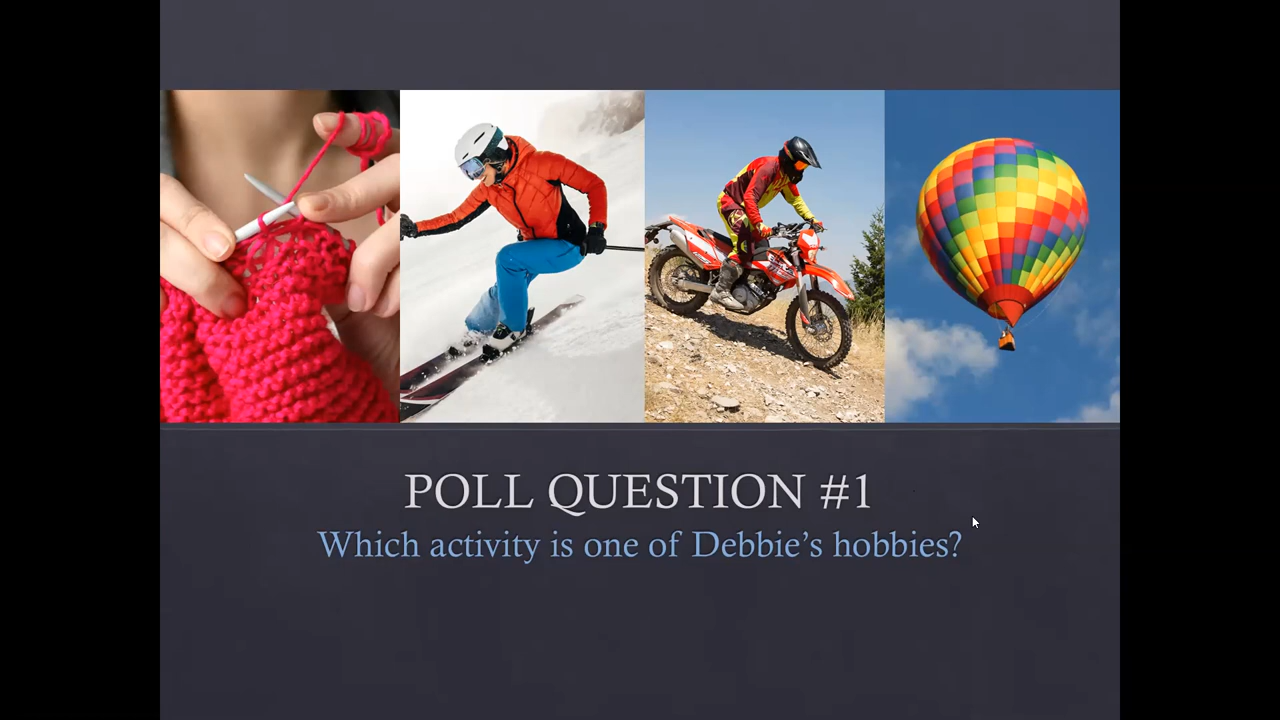 POLL QUESTION #1
Which activity is one of Debbie’s hobbies?